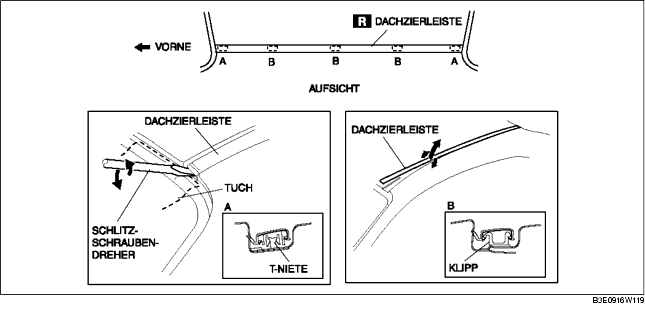 R DACHZIERLEISTE
VORNE
A B B B A
AUFSICHT
DACHZIERLEISTE
TUCH
SCHLITZ-
SCHRAUBEN-
DREHER
A
T-NIETE
DACHZIERLEISTE
B
KLIPP
B3E0916W119